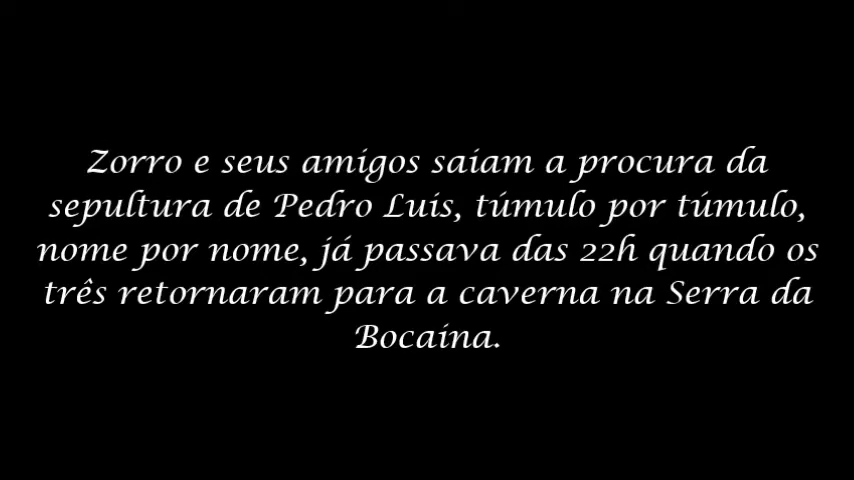 Zorro e seus amigos saiam a procura da
sepultura de Pedro Luis, túmulo por túmulo,
nome por nome, já passava das 22h quando os
três retornaram para a caverna na Serra da
Bocaina.